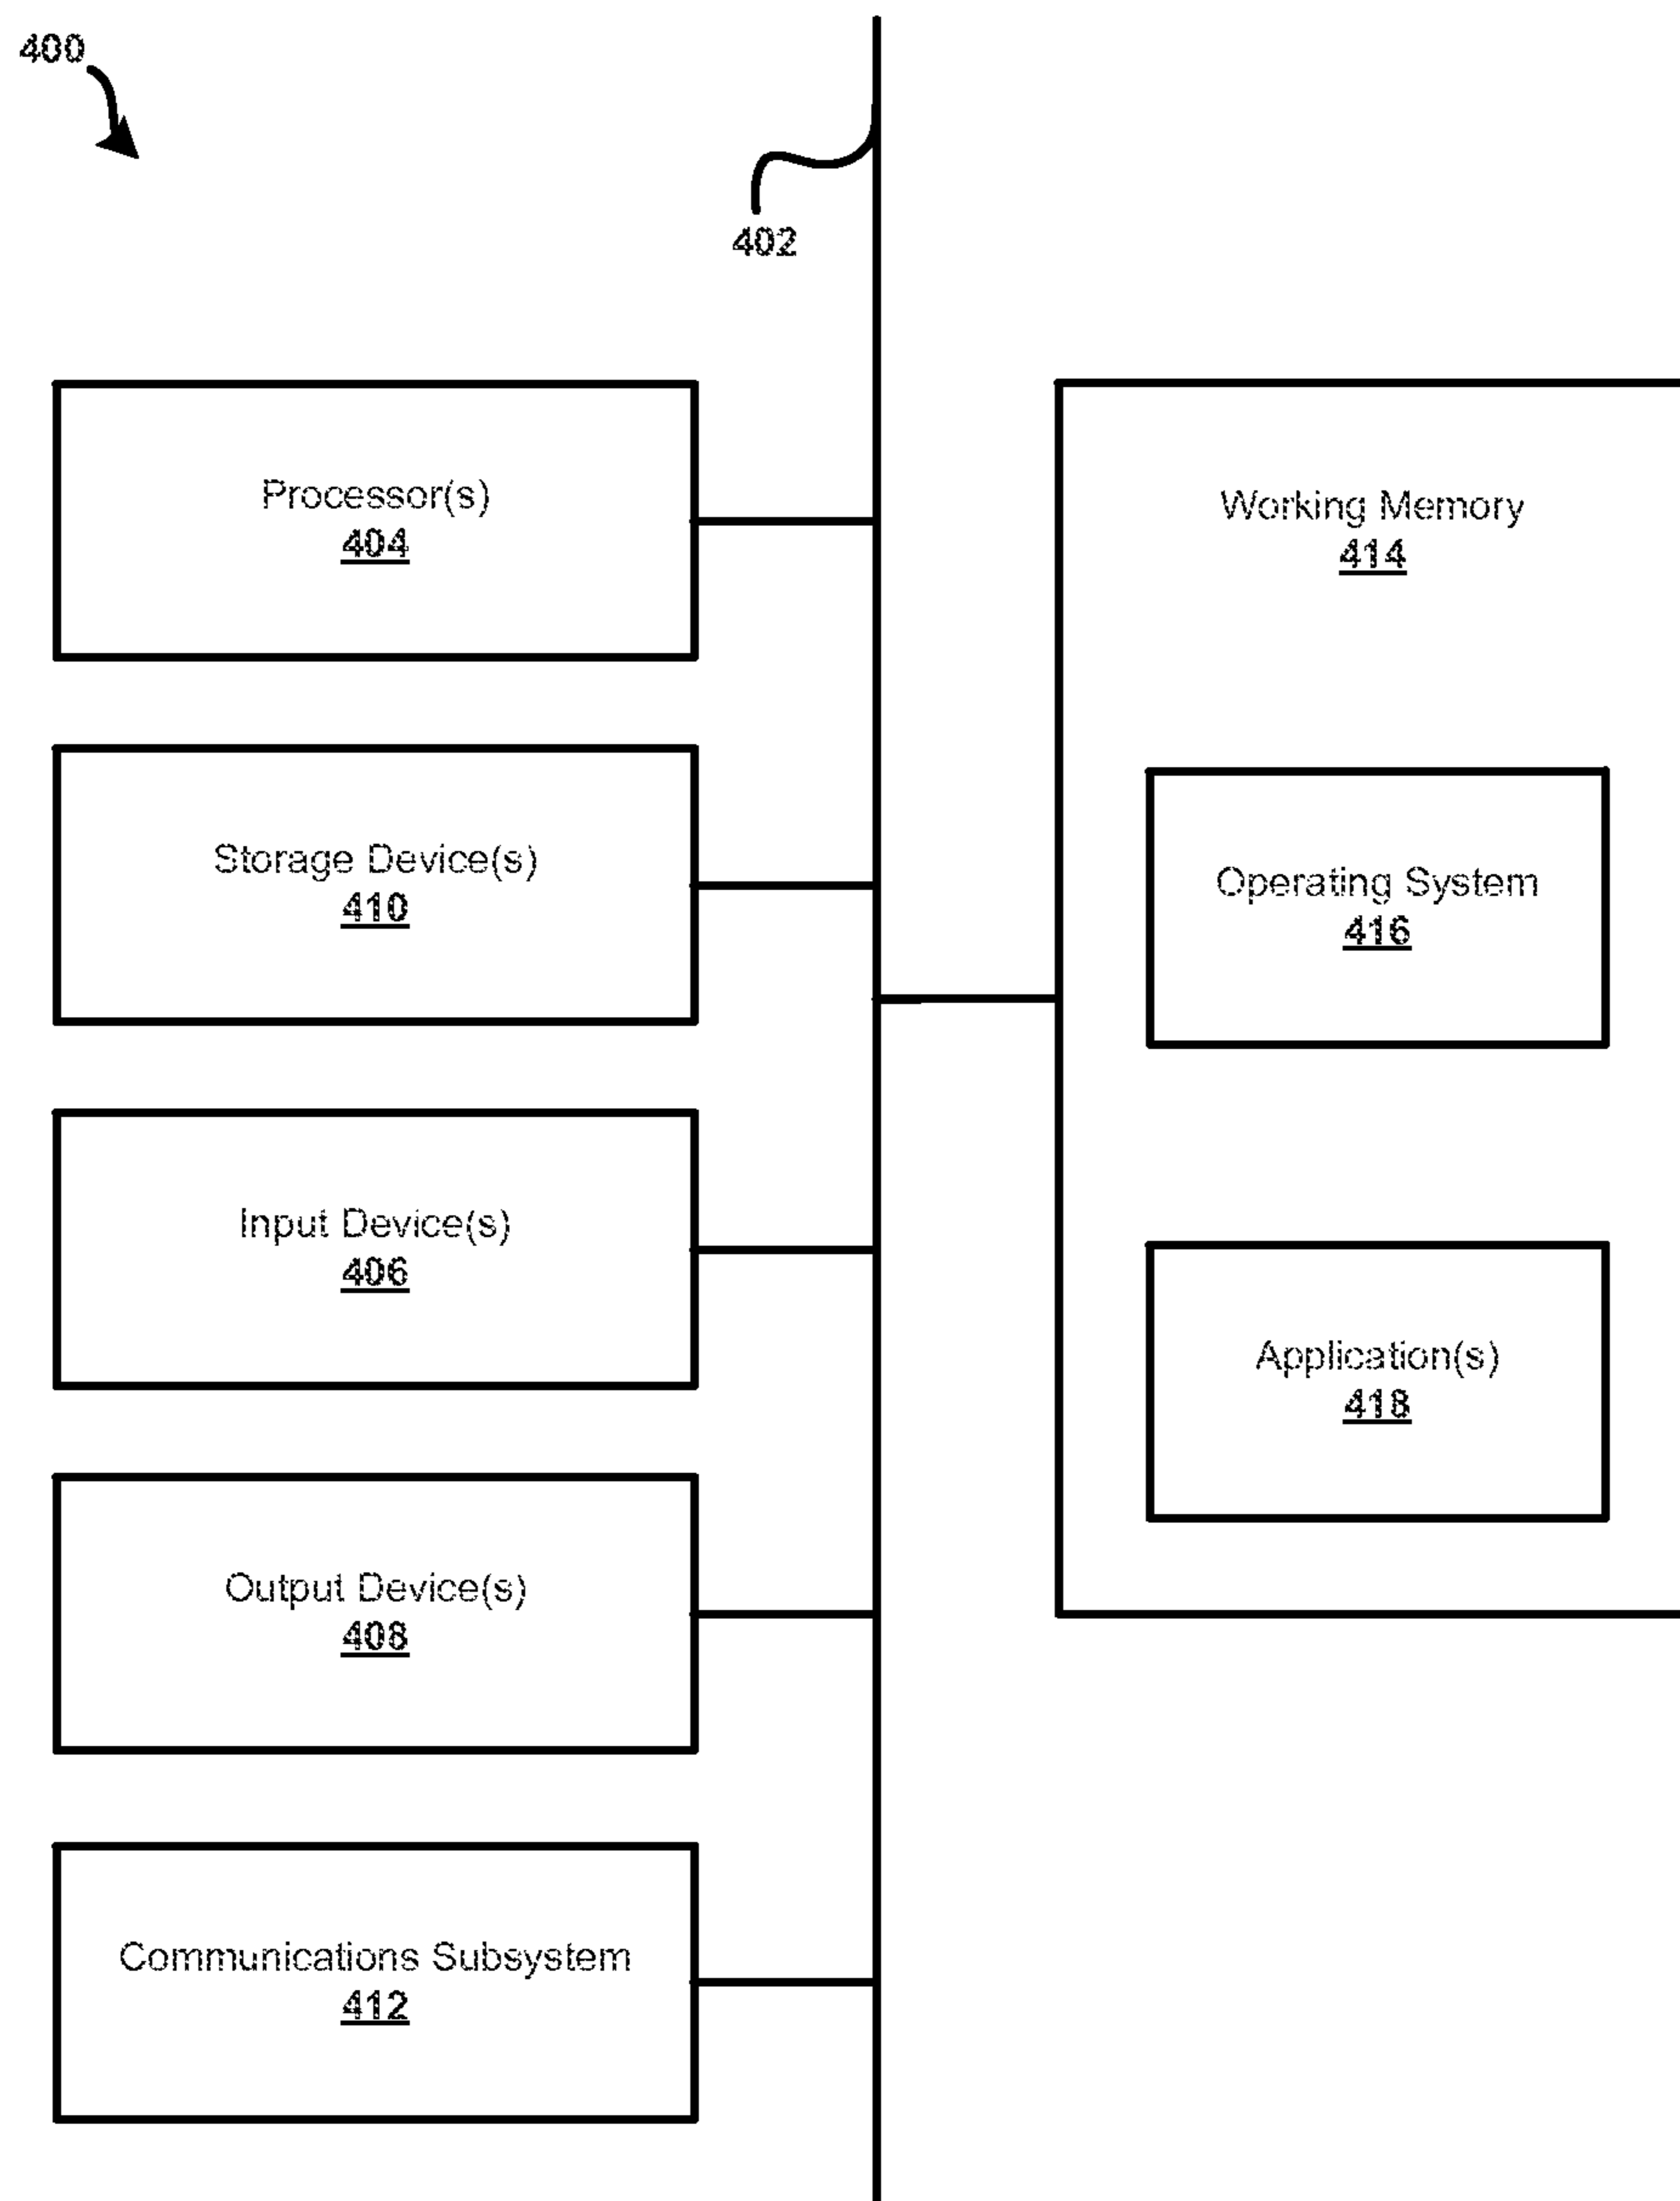 400
402
Processor(s)
404
Working Memory
414
Storage Device(s)
410
Operating System
416
Input Device(s)
406
Application(s)
418
Output Device(s)
408
Communications Subsystem
412